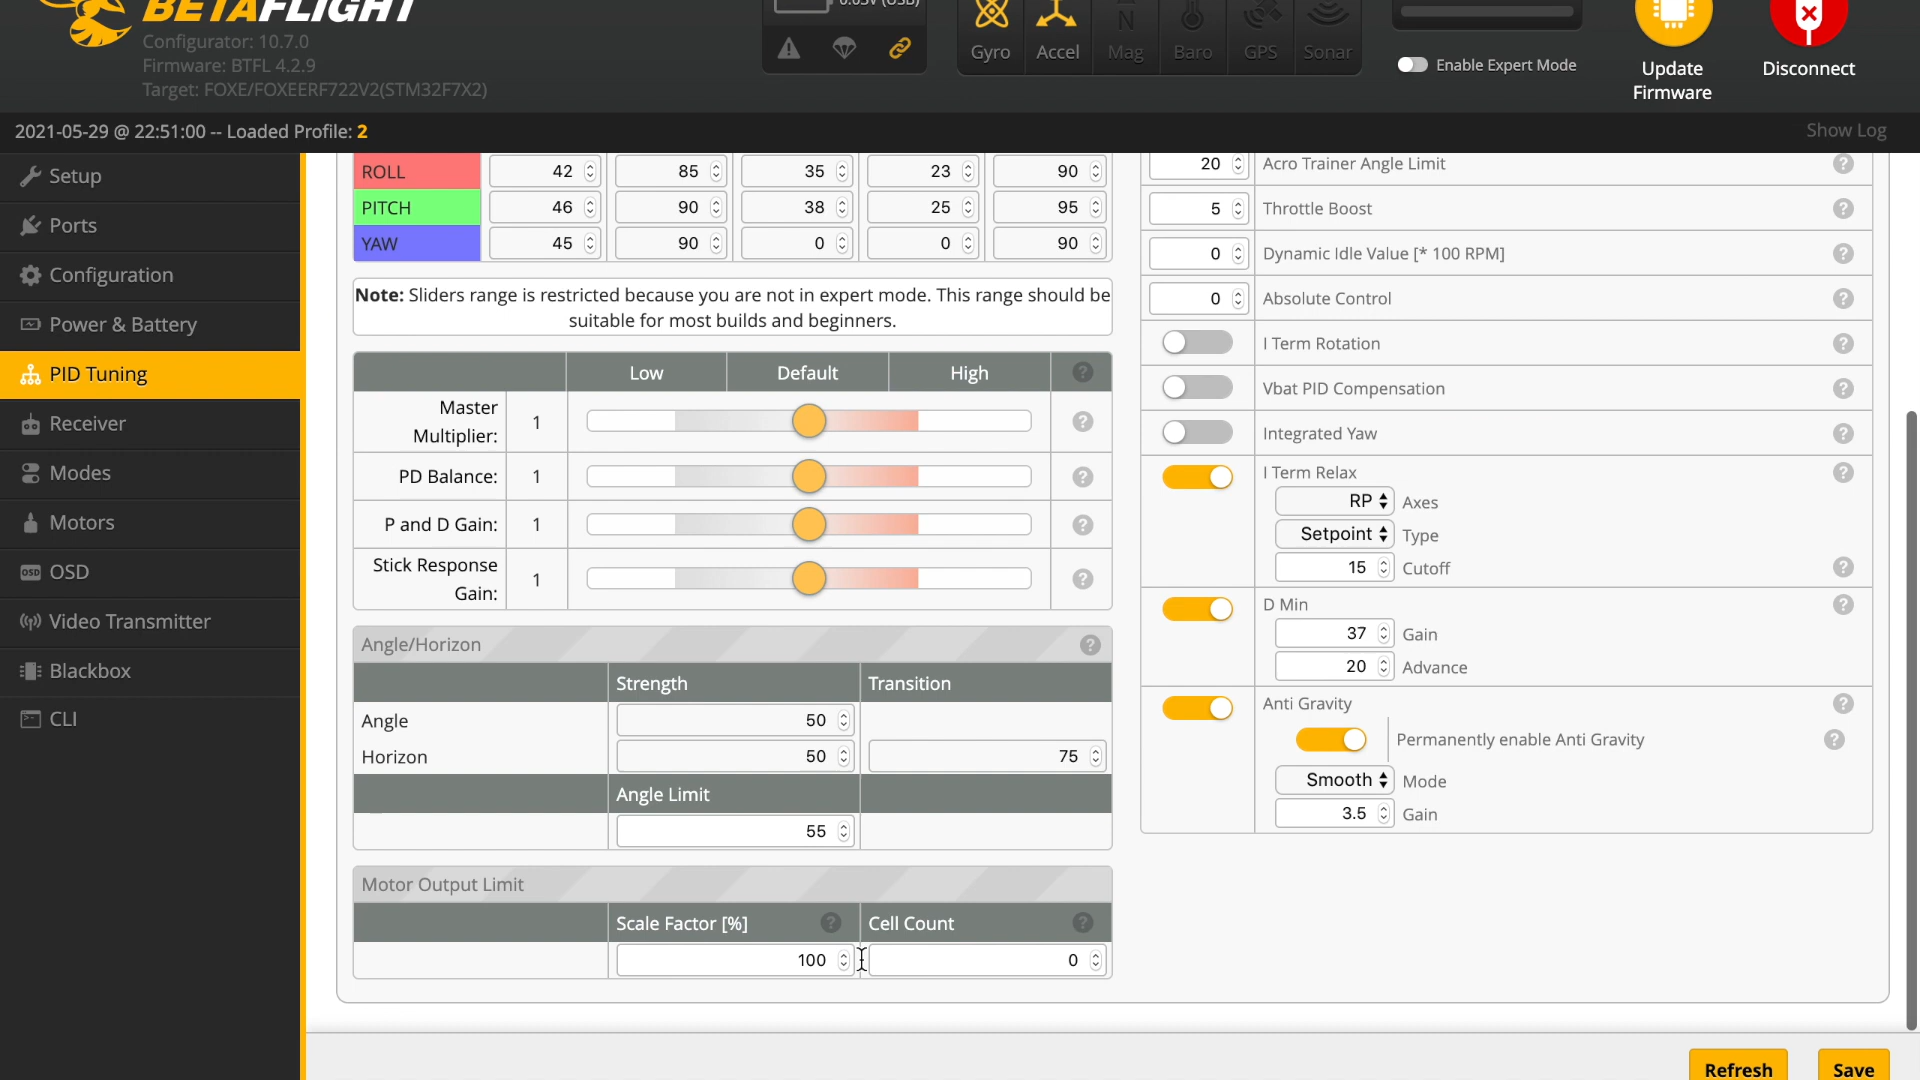 BETAFLIGHT
Configurator: 10.7.0
Firmware: BTFL 4.2.9
Target: FOXE/FOXEERF722V2(STM32F7X2)
Gyro
Accel
Mag
Baro
GPS
Sonar
Enable Expert Mode
Update
Firmware
Disconnect
2021-05-29 @ 22:51:00 -- Loaded Profile: 2
Show Log
Setup
Ports
Configuration
Power & Battery
PID Tuning
Receiver
Modes
Motors
OSD
Video Transmitter
Blackbox
CLI
ROLL 42 85 35 23 90
PITCH 46 90 38 25 95
YAW 45 90 0 0 90
Note: Sliders range is restricted because you are not in expert mode. This range should be
suitable for most builds and beginners.
Low Default High
Master
Multiplier: 1
PD Balance: 1
P and D Gain: 1
Stick Response
Gain: 1
Angle/Horizon
Strength Transition
Angle 50
Horizon 50 75
Angle Limit
55
Motor Output Limit
Scale Factor [%] Cell Count
100 0
20 Acro Trainer Angle Limit
5 Throttle Boost
0 Dynamic Idle Value [* 100 RPM]
0 Absolute Control
I Term Rotation
Vbat PID Compensation
Integrated Yaw
I Term Relax
RP Axes
Setpoint Type
15 Cutoff
D Min
37 Gain
20 Advance
Anti Gravity
Permanently enable Anti Gravity
Smooth Mode
3.5 Gain
Refresh
Save